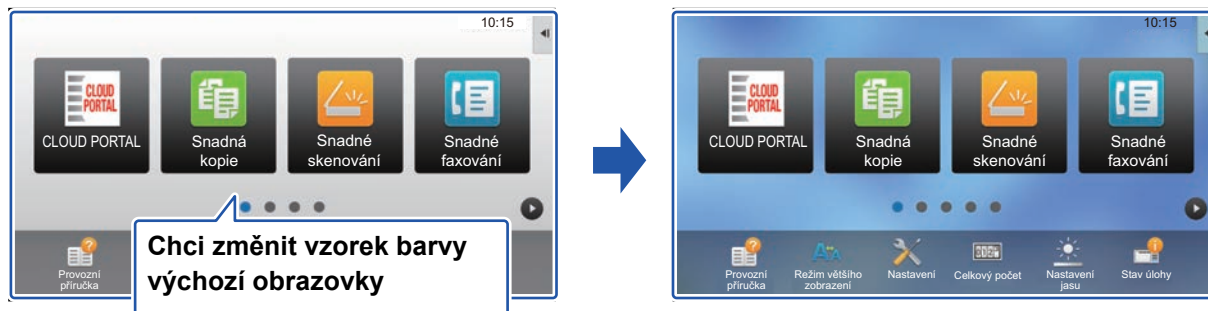 10:15
CLOUD
PORTAL
CLOUD PORTAL
Snadná
kopie
Snadné
skenování
Snadné
faxování
Chci změnit vzorek barvy
výchozí obrazovky
Provozní
příručka
10:15
CLOUD
PORTAL
CLOUD PORTAL
Snadná
kopie
Snadné
skenování
Snadné
faxování
Provozní
příručka
Režim většího
zobrazení
Nastavení
Celkový počet
Nastavení
jasu
Stav úlohy